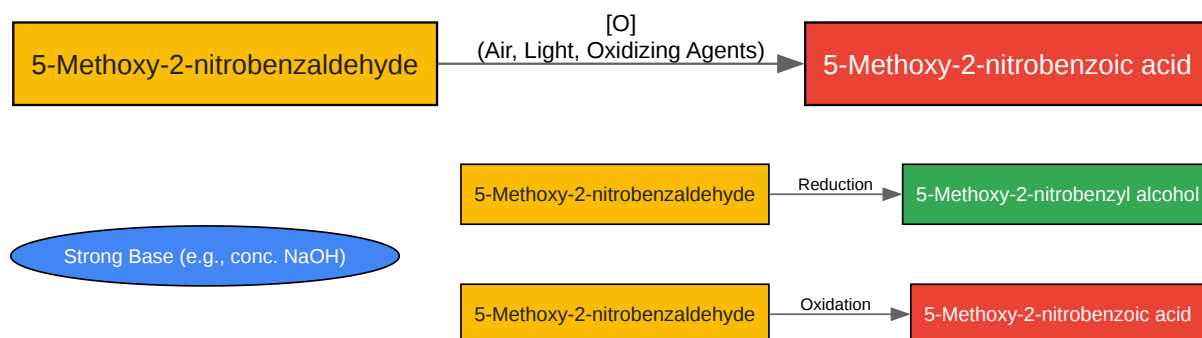 [O]
(Air, Light, Oxidizing Agents)
5-Methoxy-2-nitrobenzaldehyde
5-Methoxy-2-nitrobenzoic acid
5-Methoxy-2-nitrobenzaldehyde
Reduction
5-Methoxy-2-nitrobenzyl alcohol
Strong Base (e.g., conc. NaOH)
5-Methoxy-2-nitrobenzaldehyde
Oxidation
5-Methoxy-2-nitrobenzoic acid